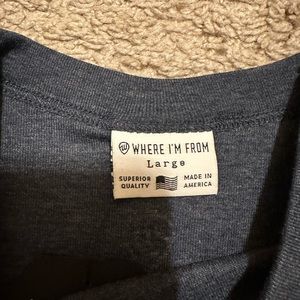 WHERE I'M FROM
Large
SUPERIOR QUALITY
MADE IN AMERICA